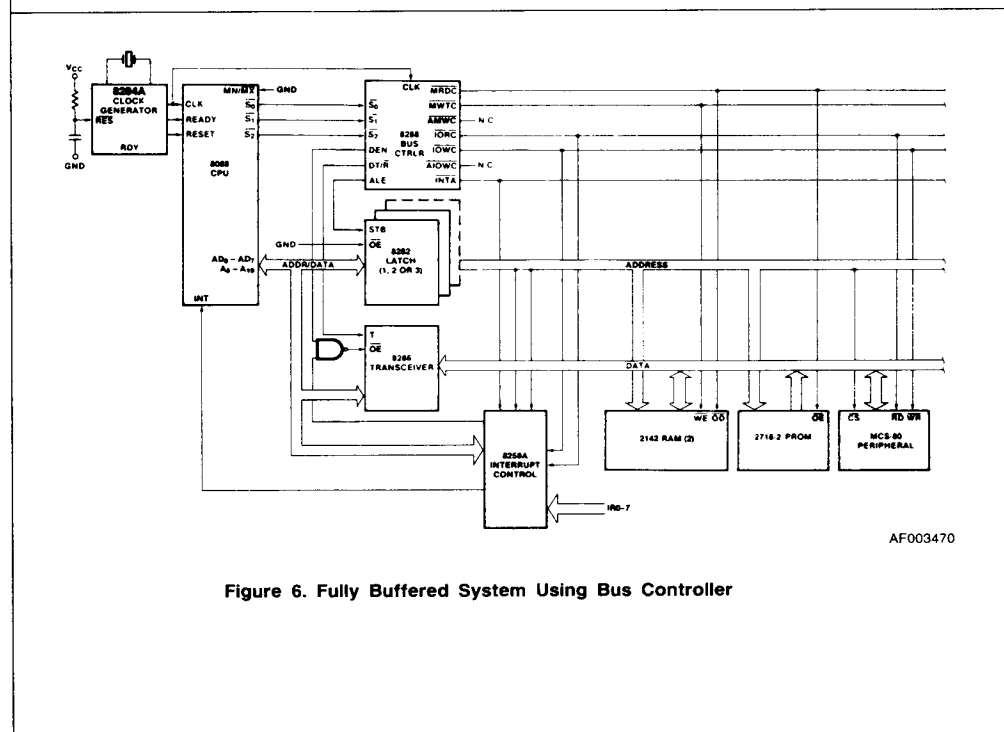 VCC
GND
8284A
CLOCK
GENERATOR
RES
RDY
MN/MX
GND
CLK
READY
RESET
S0
S1
S2
8088
CPU
AD0 – AD7
A8 – A19
INT
CLK
S0
S1
S2
DEN
DT/R
ALE
8288
BUS
CTRLR
MRDC
MWTC
AMWC
N C
IORC
IOWC
AIOWC
N C
INTA
STB
GND
OE
8282
LATCH
(1, 2 OR 3)
ADDR/DATA
ADDRESS
T
OE
8286
TRANSCEIVER
DATA
8259A
INTERRUPT
CONTROL
IR0-7
WE OD
2142 RAM (2)
OE
2716-2 PROM
CS RD WR
MCS-80
PERIPHERAL
AF003470
Figure 6. Fully Buffered System Using Bus Controller